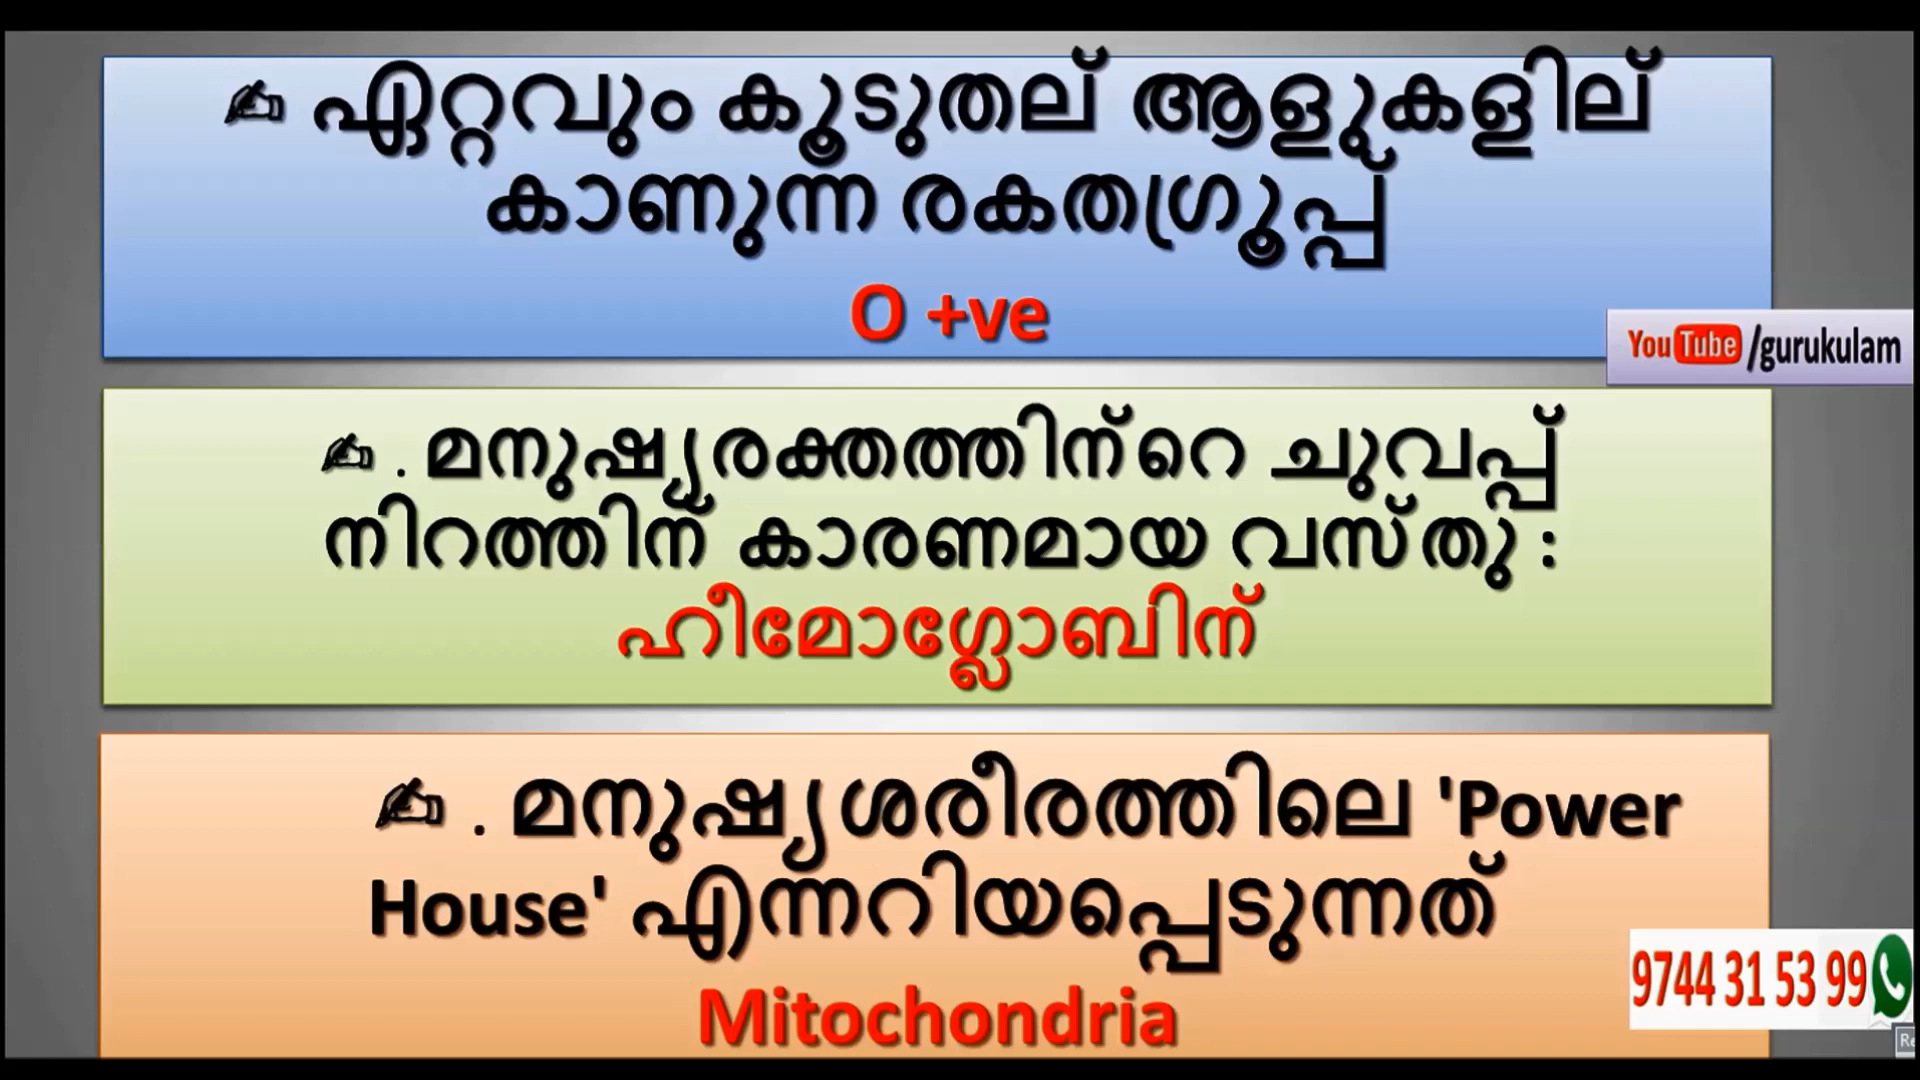 ✍ ഏറ്റവും കൂടുതല് ആളുകളില്
കാണുന്ന രകതഗ്രൂപ്പ്
O +ve
YouTube /gurukulam
✍ . മനുഷ്യരക്തത്തിന്റെ ചുവപ്പ്
നിറത്തിന് കാരണമായ വസ്തു :
ഹീമോഗ്ലോബിന്
✍ . മനുഷ്യശരീരത്തിലെ 'Power
House' എന്നറിയപ്പെടുന്നത്
Mitochondria
9744 31 53 99
Re